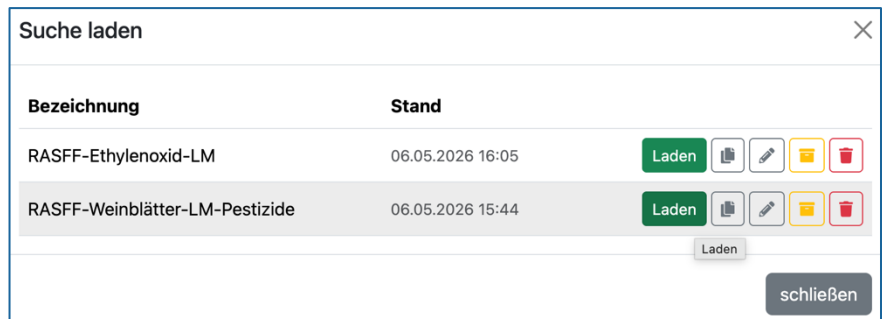 Suche laden
Bezeichnung Stand
RASFF-Ethylenoxid-LM 06.05.2026 16:05 Laden
RASFF-Weinblätter-LM-Pestizide 06.05.2026 15:44 Laden
Laden
schließen